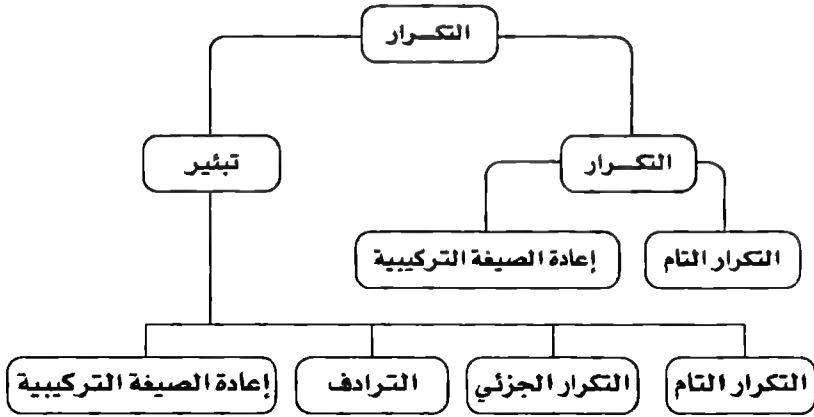 التكرار
التكرار
تبئير
التكرار التام
إعادة الصيغة التركيبية
التكرار التام
التكرار الجزئي
الترادف
إعادة الصيغة التركيبية